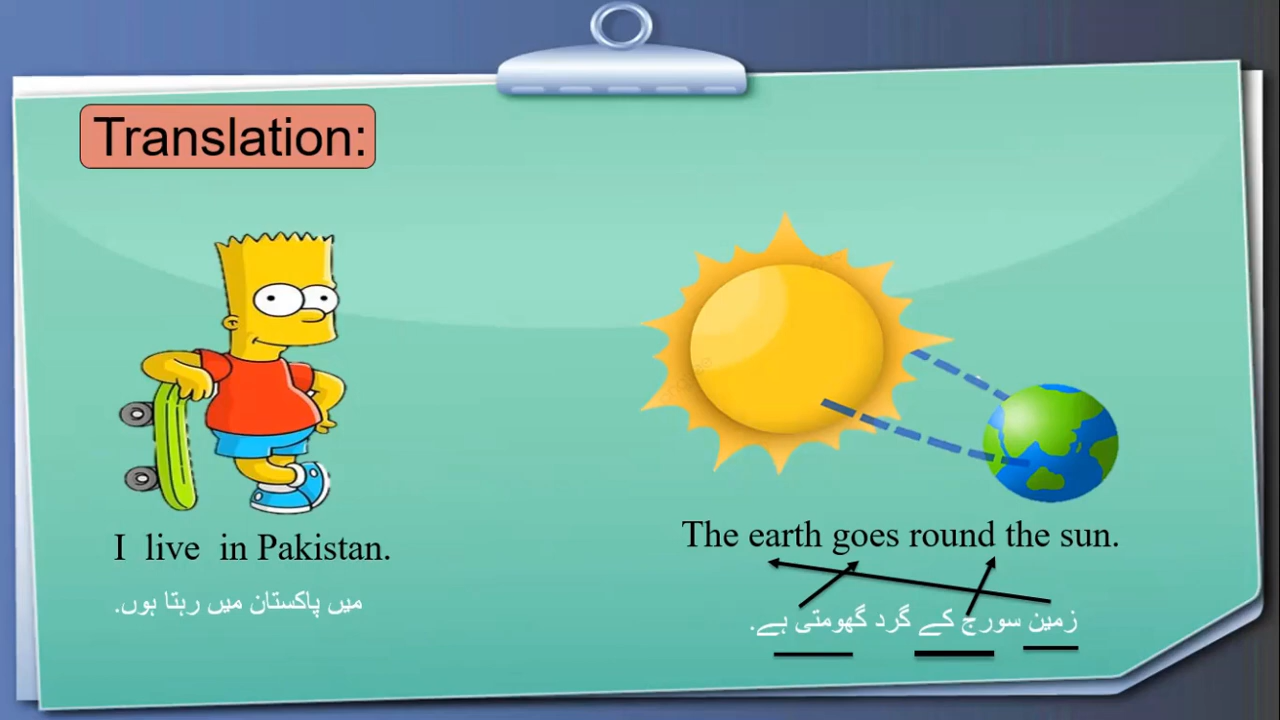 Translation:
I live in Pakistan.
میں پاکستان میں رہتا ہوں.
The earth goes round the sun.
زمین سورج کے گرد گھومتی ہے.